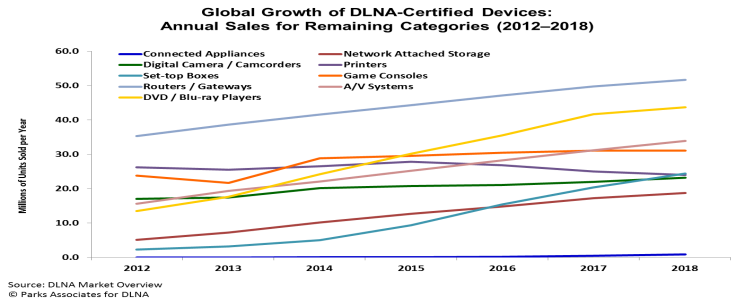 Global Growth of DLNA-Certified Devices:
Annual Sales for Remaining Categories (2012–2018)
60.0
50.0
40.0
30.0
20.0
10.0
0.0
Millions of Units Sold per Year
Connected Appliances
Network Attached Storage
Digital Camera / Camcorders
Printers
Set-top Boxes
Game Consoles
Routers / Gateways
A/V Systems
DVD / Blu-ray Players
2012 2013 2014 2015 2016 2017 2018
Source: DLNA Market Overview
© Parks Associates for DLNA